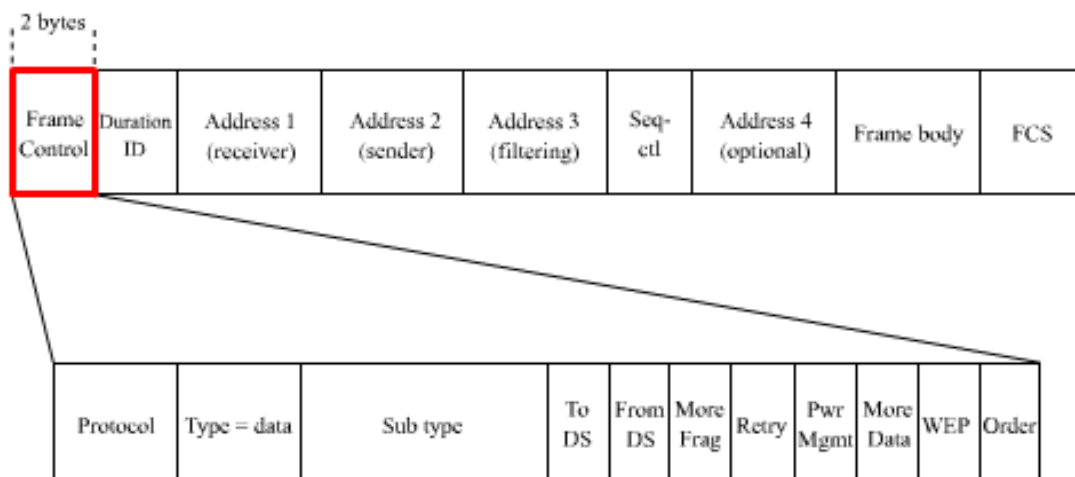 2 bytes
Frame
Control
Duration
ID
Address 1
(receiver)
Address 2
(sender)
Address 3
(filtering)
Seq-
ctl
Address 4
(optional)
Frame body
FCS
Protocol
Type = data
Sub type
To
DS
From
DS
More
Frag
Retry
Pwr
Mgmt
More
Data
WEP
Order